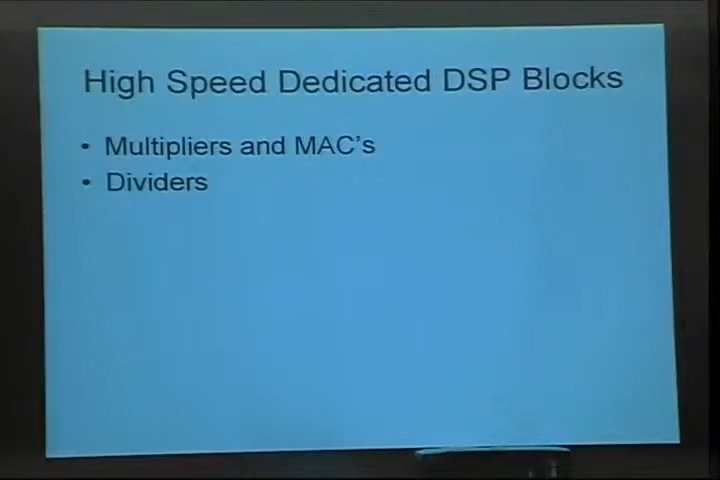 High Speed Dedicated DSP Blocks
• Multipliers and MAC's
• Dividers